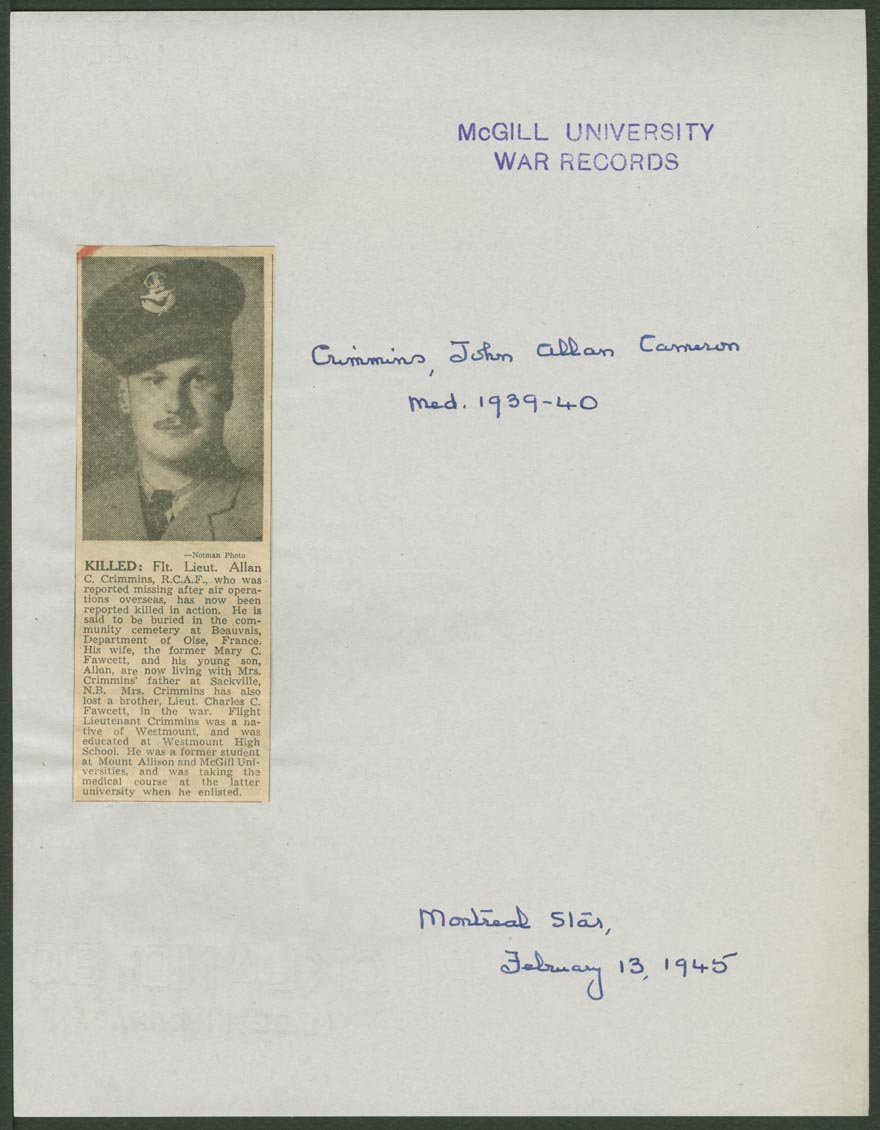 McGILL UNIVERSITY
WAR RECORDS
Crimmins, John Allan Cameron
Med. 1939-40
—Notman Photo
KILLED: Flt. Lieut. Allan
C. Crimmins, R.C.A.F., who was
reported missing after air opera-
tions overseas, has now been
reported killed in action. He is
said to be buried in the com-
munity cemetery at Beauvais,
Department of Oise, France.
His wife, the former Mary C.
Fawcett, and his young son,
Allan, are now living with Mrs.
Crimmins' father at Sackville,
N.B. Mrs. Crimmins has also
lost a brother, Lieut. Charles C.
Fawcett, in the war. Flight
Lieutenant Crimmins was a na-
tive of Westmount, and was
educated at Westmount High
School. He was a former student
at Mount Allison and McGill Uni-
versities, and was taking the
medical course at the latter
university when he enlisted.
Montreal Star,
February 13, 1945